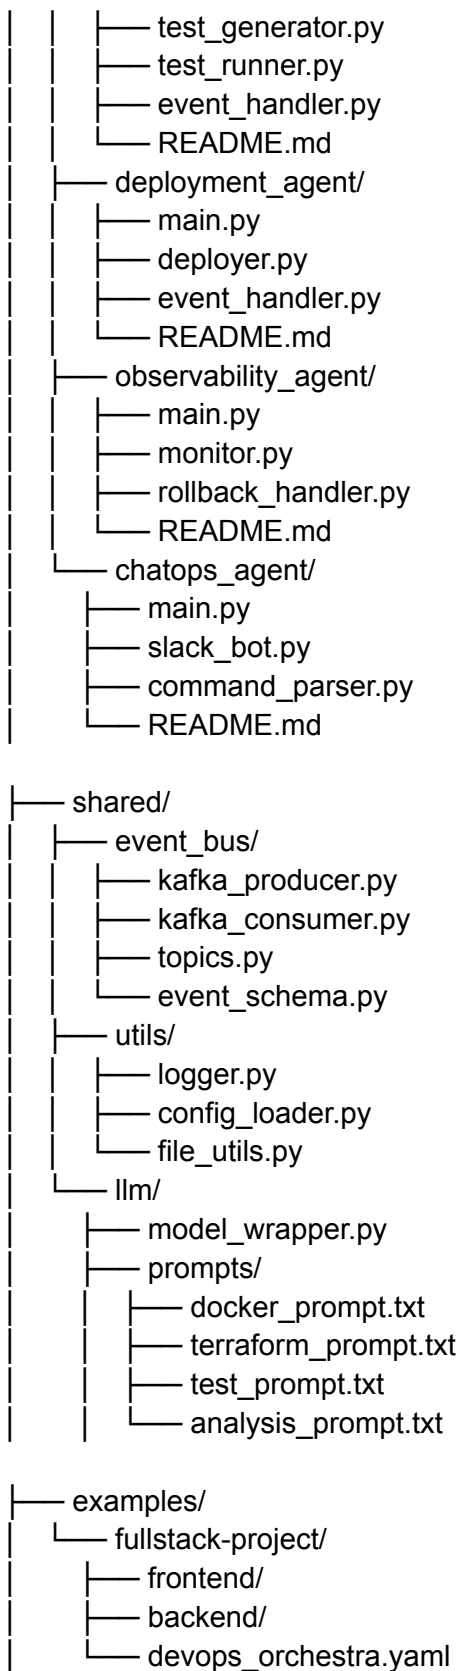 │   │   ├── test_generator.py
│   │   ├── test_runner.py
│   │   ├── event_handler.py
│   │   └── README.md
│   ├── deployment_agent/
│   │   ├── main.py
│   │   ├── deployer.py
│   │   ├── event_handler.py
│   │   └── README.md
│   ├── observability_agent/
│   │   ├── main.py
│   │   ├── monitor.py
│   │   ├── rollback_handler.py
│   │   └── README.md
│   └── chatops_agent/
│       ├── main.py
│       ├── slack_bot.py
│       ├── command_parser.py
│       └── README.md
├── shared/
│   ├── event_bus/
│   │   ├── kafka_producer.py
│   │   ├── kafka_consumer.py
│   │   ├── topics.py
│   │   └── event_schema.py
│   ├── utils/
│   │   ├── logger.py
│   │   ├── config_loader.py
│   │   └── file_utils.py
│   └── llm/
│       ├── model_wrapper.py
│       ├── prompts/
│       │   ├── docker_prompt.txt
│       │   ├── terraform_prompt.txt
│       │   ├── test_prompt.txt
│       │   └── analysis_prompt.txt
├── examples/
│   └── fullstack-project/
│       ├── frontend/
│       ├── backend/
│       └── devops_orchestra.yaml